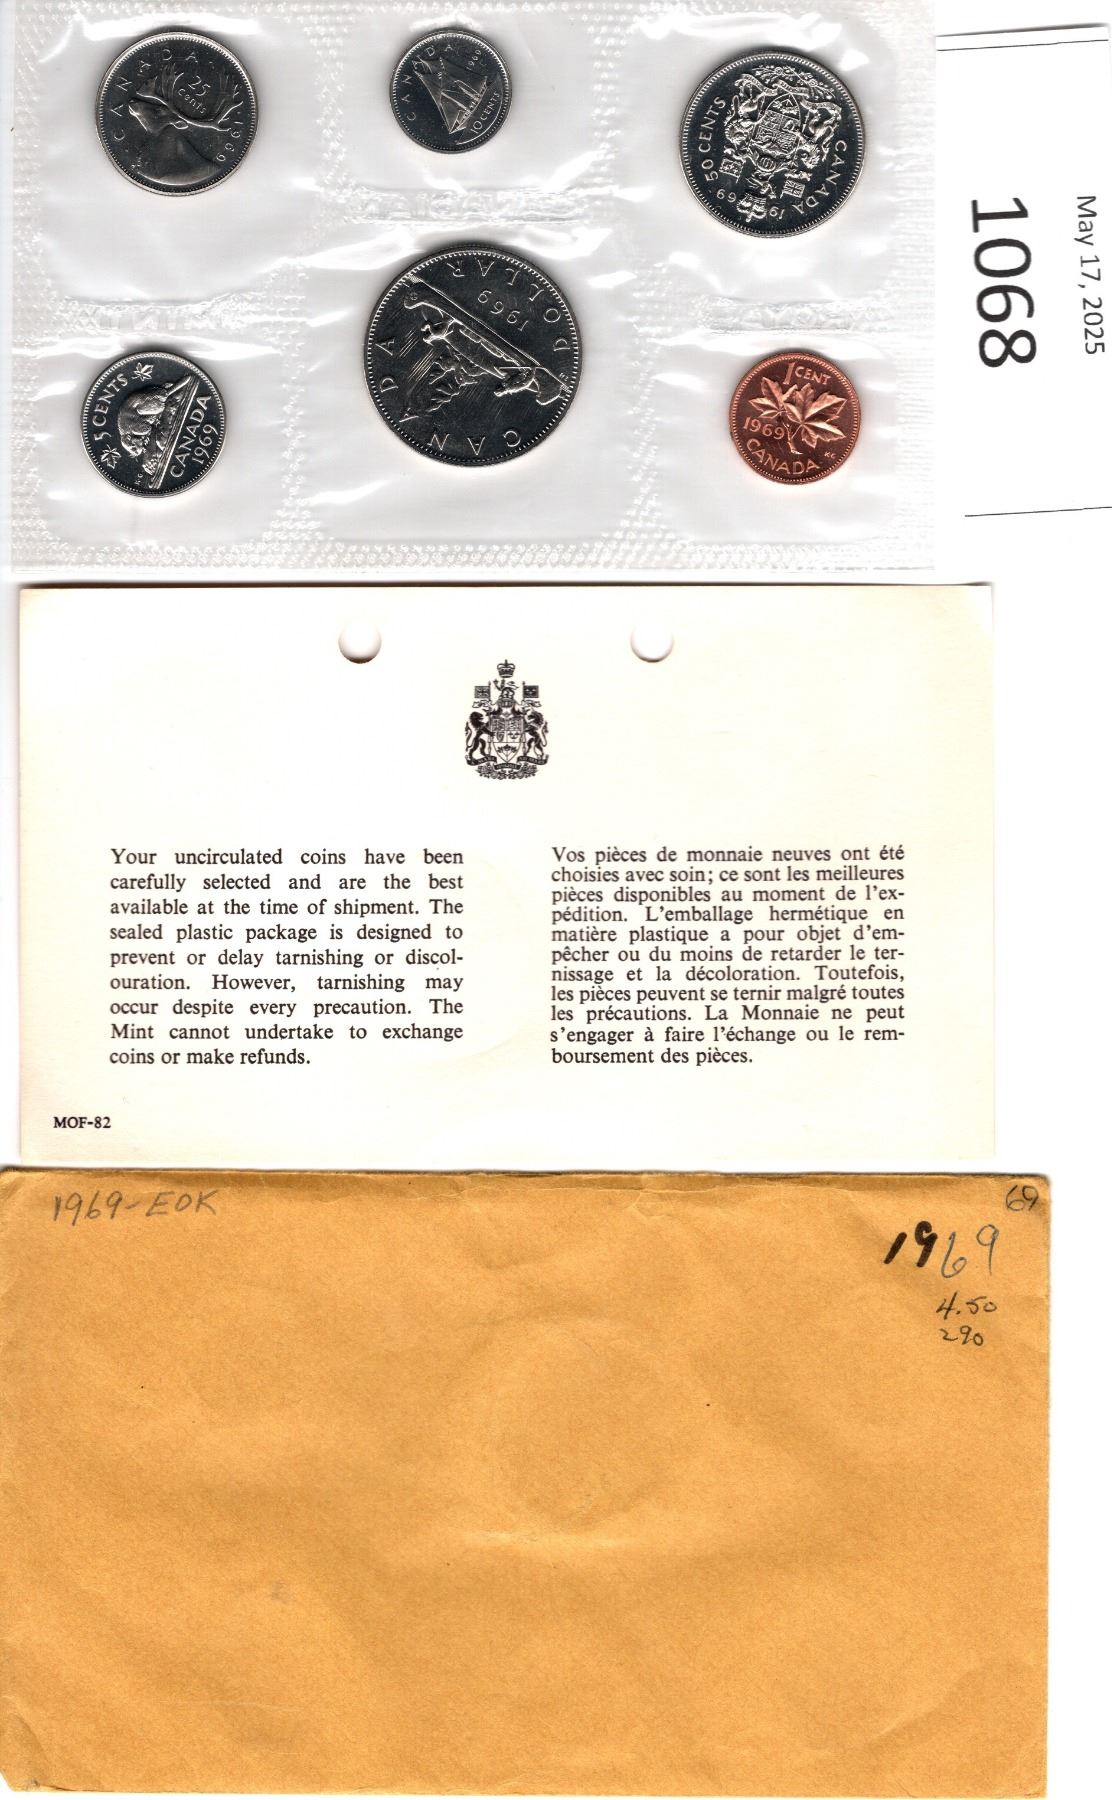 CANADA
25
cents
1969
CANADA
1969
10 CENTS
50 CENTS
CANADA
1969
May 17, 2025
1068
5 CENTS
CANADA
1969
KG
CANADA
DOLLAR
1969
1 CENT
1969
KG
CANADA
Your uncirculated coins have been
carefully selected and are the best
available at the time of shipment. The
sealed plastic package is designed to
prevent or delay tarnishing or discol-
ouration. However, tarnishing may
occur despite every precaution. The
Mint cannot undertake to exchange
coins or make refunds.
Vos pièces de monnaie neuves ont été
choisies avec soin; ce sont les meilleures
pièces disponibles au moment de l'ex-
pédition. L'emballage hermétique en
matière plastique a pour objet d'em-
pêcher ou du moins de retarder le ter-
nissage et la décoloration. Toutefois,
les pièces peuvent se ternir malgré toutes
les précautions. La Monnaie ne peut
s'engager à faire l'échange ou le rem-
boursement des pièces.
MOF-82
1969-EOK
69
1969
4.50
290